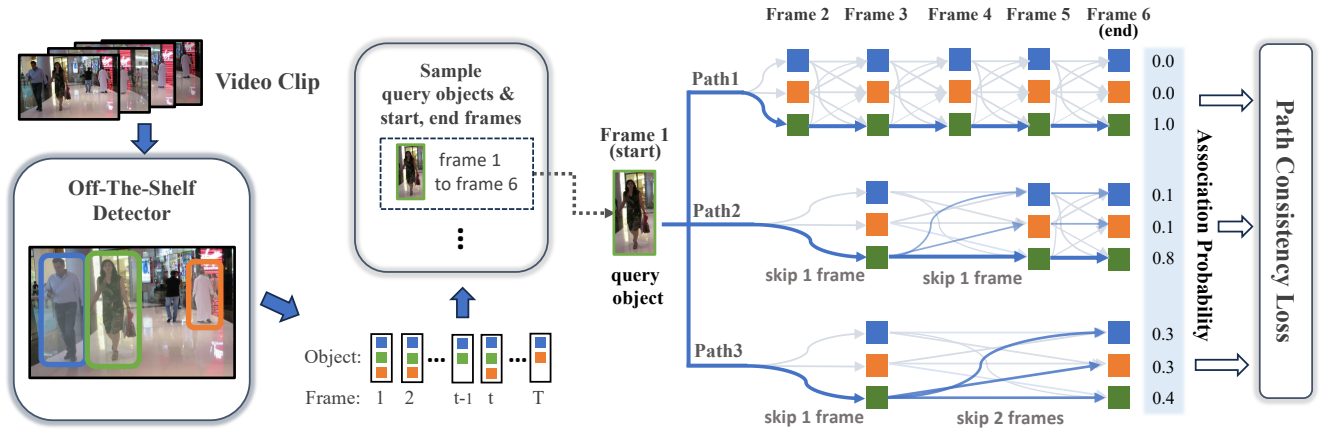 Video Clip
Off-The-Shelf
Detector
Object:
Frame:
1 2 t-1 t T
Sample
query objects &
start, end frames
frame 1
to frame 6
Frame 1
(start)
query
object
Frame 2 Frame 3 Frame 4 Frame 5 Frame 6
(end)
Path1
0.0
0.0
1.0
Path2
skip 1 frame
skip 1 frame
0.1
0.1
0.8
Path3
skip 1 frame
skip 2 frames
0.3
0.3
0.4
Association Probability
Path Consistency Loss